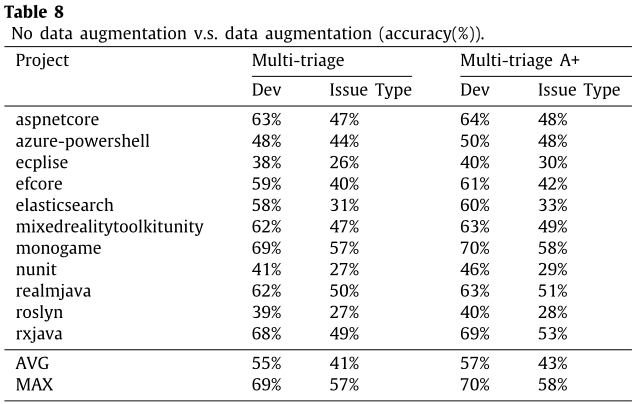 Table 8
No data augmentation v.s. data augmentation (accuracy(%)).
Project Multi-triage Multi-triage A+
Dev Issue Type Dev Issue Type
aspnetcore 63% 47% 64% 48%
azure-powershell 48% 44% 50% 48%
ecplise 38% 26% 40% 30%
efcore 59% 40% 61% 42%
elasticsearch 58% 31% 60% 33%
mixedrealitytoolkitunity 62% 47% 63% 49%
monogame 69% 57% 70% 58%
nunit 41% 27% 46% 29%
realmjava 62% 50% 63% 51%
roslyn 39% 27% 40% 28%
rxjava 68% 49% 69% 53%
AVG 55% 41% 57% 43%
MAX 69% 57% 70% 58%